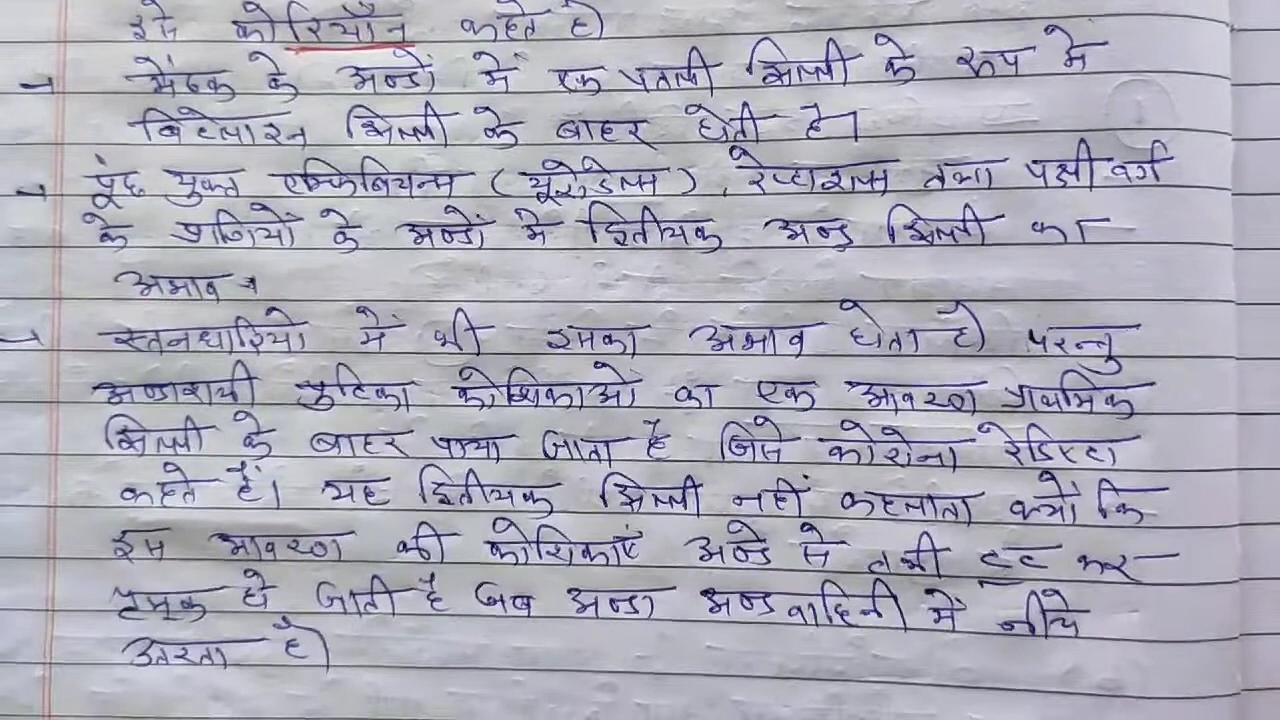 इसे कोरियॉन कहते है।
→ मेंढक के अण्डों में एक पतली झिल्ली के रूप मे
विटेलाइन झिल्ली के बाहर होती है।
→ पूंछ युक्त एम्फिबियन्स (यूरोडेल्स), रेप्टाइल्स तथा पक्षी वर्ग
के प्राणियों के अण्डों मे द्वितीयक अण्ड झिल्ली का
अभाव →
→ स्तनधारियो में भी इसका अभाव होता है। परन्तु
अण्डाशयी पुटिका कोशिकाओं का एक आवरण प्राथमिक
झिल्ली के बाहर पाया जाता है जिसे कोरोना रेडिएटा
कहते हैं। यह द्वितीयक झिल्ली नहीं कहलाता क्यों कि
इस आवरण की कोशिकाएं अण्डे से तभी टूट कर
पृथक हो जाती है जब अण्डा अण्डवाहिनी में नीचे
उतरता है।